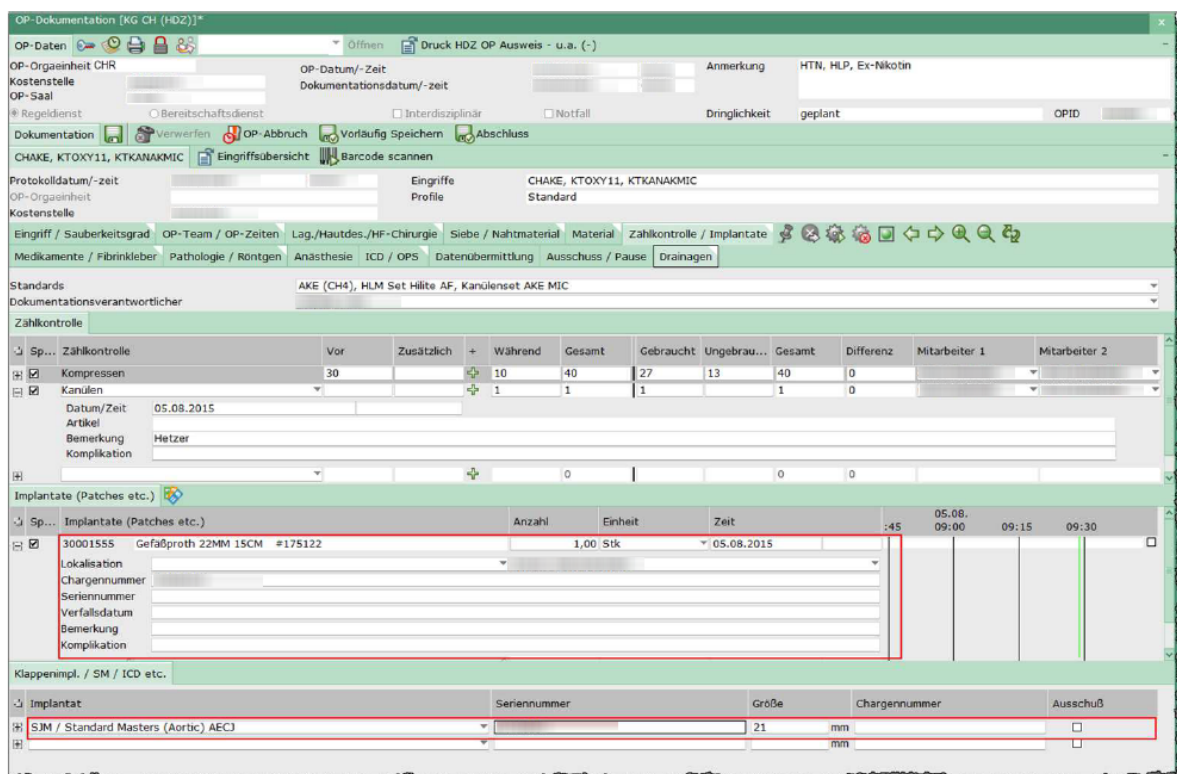 OP-Dokumentation [KG CH (HDZ)]* x
OP-Daten Öffnen Druck HDZ OP Ausweis - u.a. (-)
OP-Orgaeinheit CHR OP-Datum/-Zeit Anmerkung HTN, HLP, Ex-Nikotin
Kostenstelle Dokumentationsdatum/-zeit
OP-Saal
Regeldienst Bereitschaftsdienst Interdisziplinär Notfall Dringlichkeit geplant OPID
Dokumentation Verwerfen OP-Abbruch Vorläufig Speichern Abschluss
CHAKE, KTOXY11, KTKANAKMIC Eingriffsübersicht Barcode scannen
Protokolldatum/-zeit Eingriffe CHAKE, KTOXY11, KTKANAKMIC
OP-Orgaeinheit Profile Standard
Kostenstelle
Eingriff / Sauberkeitsgrad OP-Team / OP-Zeiten Lag./Hautdes./HF-Chirurgie Siebe / Nahtmaterial Material Zählkontrolle / Implantate
Medikamente / Fibrinkleber Pathologie / Röntgen Anästhesie ICD / OPS Datenübermittlung Ausschuss / Pause Drainagen
Standards AKE (CH4), HLM Set Hilite AF, Kanülenset AKE MIC
Dokumentationsverantwortlicher
Zählkontrolle
Sp... Zählkontrolle Vor Zusätzlich + Während Gesamt Gebraucht Ungebrau... Gesamt Differenz Mitarbeiter 1 Mitarbeiter 2
Kompressen 30 10 40 27 13 40 0
Kanülen 1 1 1 1 0
Datum/Zeit 05.08.2015
Artikel
Bemerkung Hetzer
Komplikation
0 0 0
Implantate (Patches etc.)
Sp... Implantate (Patches etc.) Anzahl Einheit Zeit :45 05.08. 09:00 09:15 09:30
30001555 Gefäßproth 22MM 15CM #175122 1,00 Stk 05.08.2015
Lokalisation
Chargennummer
Seriennummer
Verfallsdatum
Bemerkung
Komplikation
Klappenimpl. / SM / ICD etc.
Implantat Seriennummer Größe Chargennummer Ausschuß
SJM / Standard Masters (Aortic) AECJ 21 mm
mm